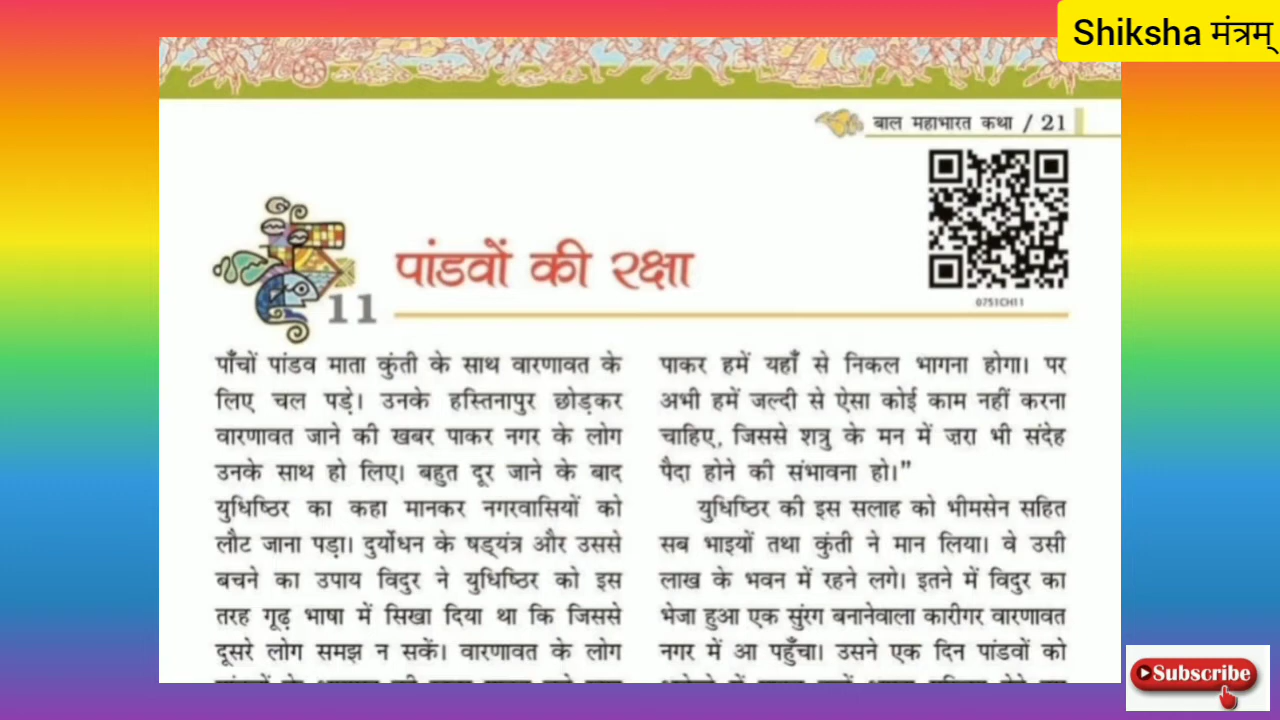 Shiksha मंत्रम्
बाल महाभारत कथा / 21
0751CH11
11
पांडवों की रक्षा
पाँचों पांडव माता कुंती के साथ वारणावत के
लिए चल पड़े। उनके हस्तिनापुर छोड़कर
वारणावत जाने की खबर पाकर नगर के लोग
उनके साथ हो लिए। बहुत दूर जाने के बाद
युधिष्ठिर का कहा मानकर नगरवासियों को
लौट जाना पड़ा। दुर्योधन के षड्यंत्र और उससे
बचने का उपाय विदुर ने युधिष्ठिर को इस
तरह गूढ़ भाषा में सिखा दिया था कि जिससे
दूसरे लोग समझ न सकें। वारणावत के लोग
पाकर हमें यहाँ से निकल भागना होगा। पर
अभी हमें जल्दी से ऐसा कोई काम नहीं करना
चाहिए, जिससे शत्रु के मन में ज़रा भी संदेह
पैदा होने की संभावना हो।”
युधिष्ठिर की इस सलाह को भीमसेन सहित
सब भाइयों तथा कुंती ने मान लिया। वे उसी
लाख के भवन में रहने लगे। इतने में विदुर का
भेजा हुआ एक सुरंग बनानेवाला कारीगर वारणावत
नगर में आ पहुँचा। उसने एक दिन पांडवों को
Subscribe